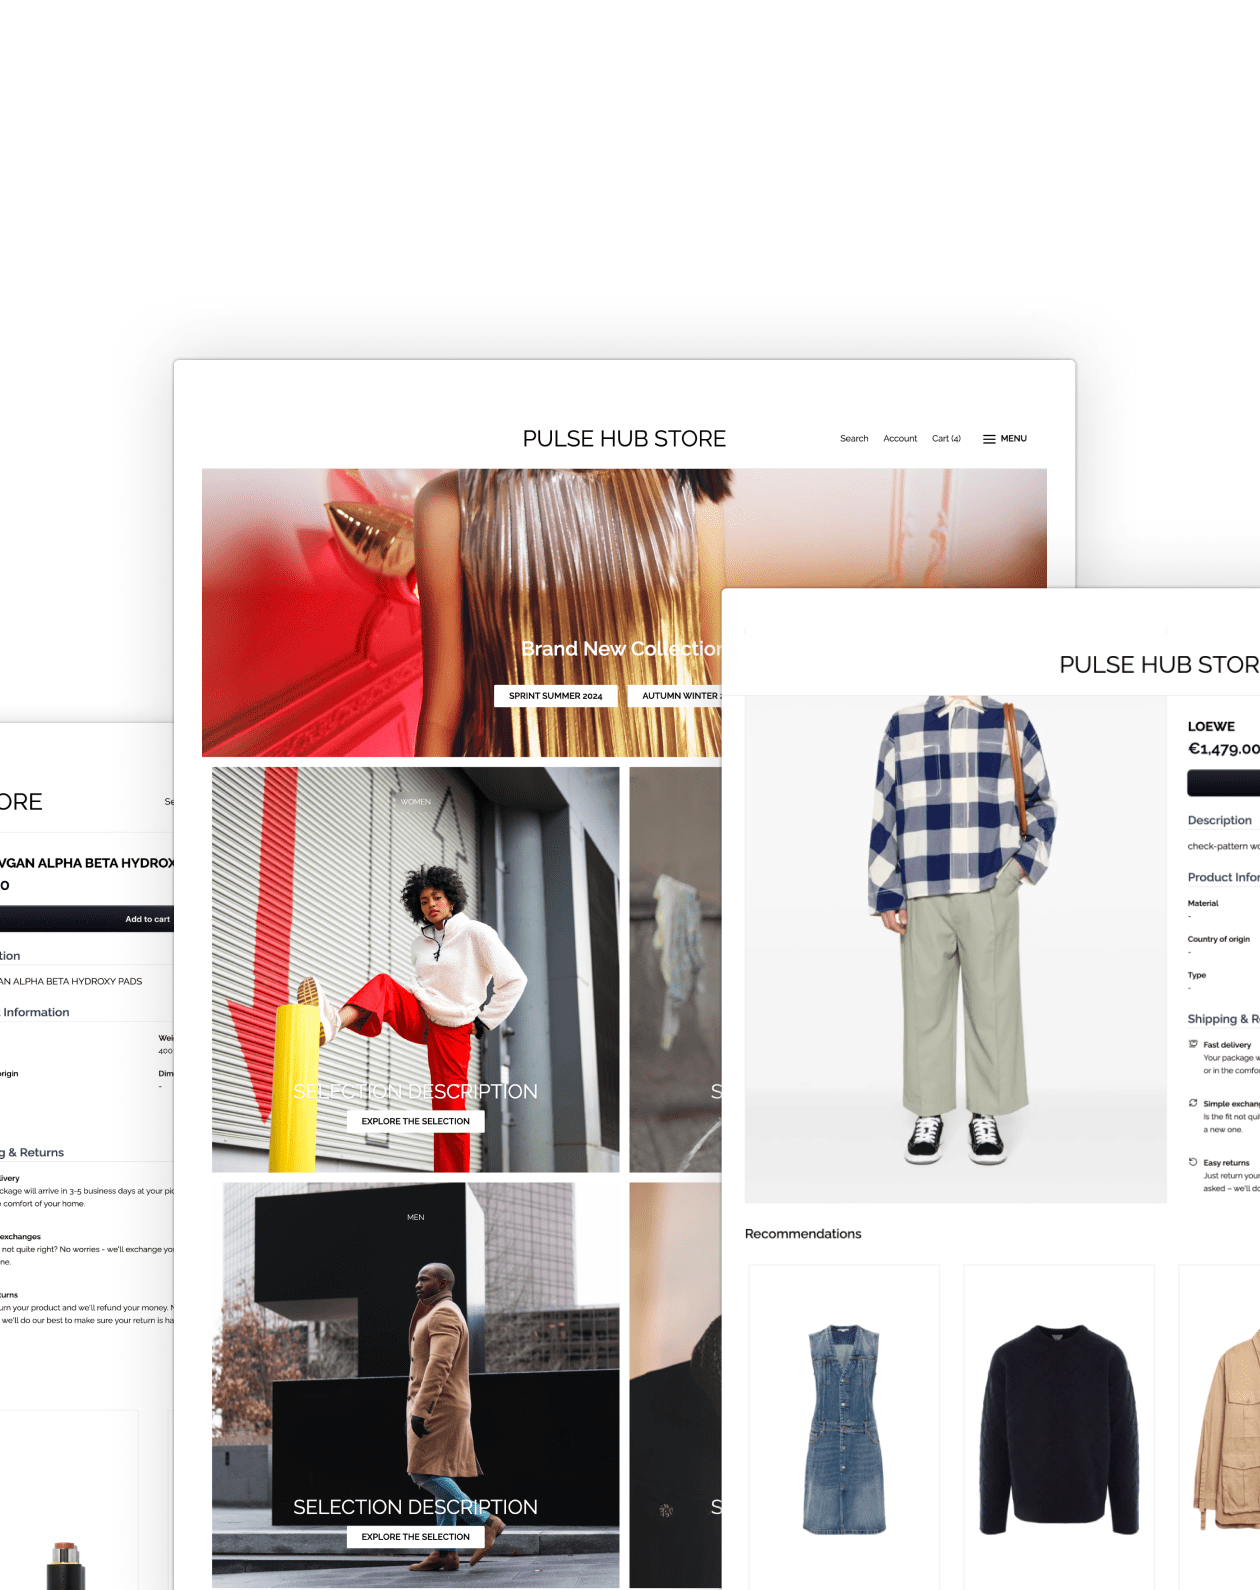 PULSE HUB STORE
Search Account Cart (4) MENU
Brand New Collection
SPRINT SUMMER 2024
AUTUMN WINTER
WOMEN
SELECTION DESCRIPTION
EXPLORE THE SELECTION
MEN
SELECTION DESCRIPTION
EXPLORE THE SELECTION
S
S
PULSE HUB STOR
LOEWE
€1,479.00
Description
check-pattern wo
Product Infor
Material
-
Country of origin
-
Type
-
Shipping & R
Fast delivery
Your package w
or in the comfo
Simple exchang
Is the fit not qui
a new one.
Easy returns
Just return your
asked – we'll do
Recommendations
ORE
Se
VGAN ALPHA BETA HYDROX
0
Add to cart
tion
AN ALPHA BETA HYDROXY PADS
Information
Wei
400
rigin
Dim
-
g & Returns
ivery
ckage will arrive in 3-5 business days at your pic
comfort of your home.
exchanges
not quite right? No worries - we'll exchange you
ne.
urns
urn your product and we'll refund your money. N
we'll do our best to make sure your return is ha